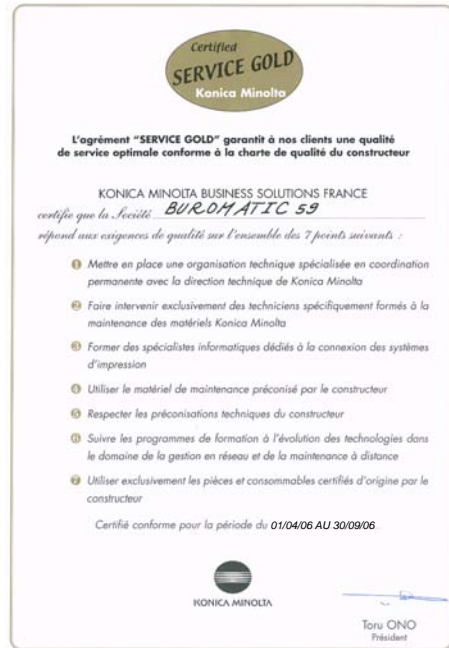 Certified
SERVICE GOLD
Konica Minolta
L'agrément "SERVICE GOLD" garantit à nos clients une qualité
de service optimale conforme à la charte de qualité du constructeur
KONICA MINOLTA BUSINESS SOLUTIONS FRANCE
certifie que la Société BUROMATIC 59
répond aux exigences de qualité sur l'ensemble des 7 points suivants :
1 Mettre en place une organisation technique spécialisée en coordination
permanente avec la direction technique de Konica Minolta
2 Faire intervenir exclusivement des techniciens spécifiquement formés à la
maintenance des matériels Konica Minolta
3 Former des spécialistes informatiques dédiés à la connexion des systèmes
d'impression
4 Utiliser le matériel de maintenance préconisé par le constructeur
5 Respecter les préconisations techniques du constructeur
6 Suivre les programmes de formation à l'évolution des technologies dans
le domaine de la gestion en réseau et de la maintenance à distance
7 Utiliser exclusivement les pièces et consommables certifiés d'origine par le
constructeur
Certifié conforme pour la période du 01/04/06 AU 30/09/06
KONICA MINOLTA
Toru ONO
Président